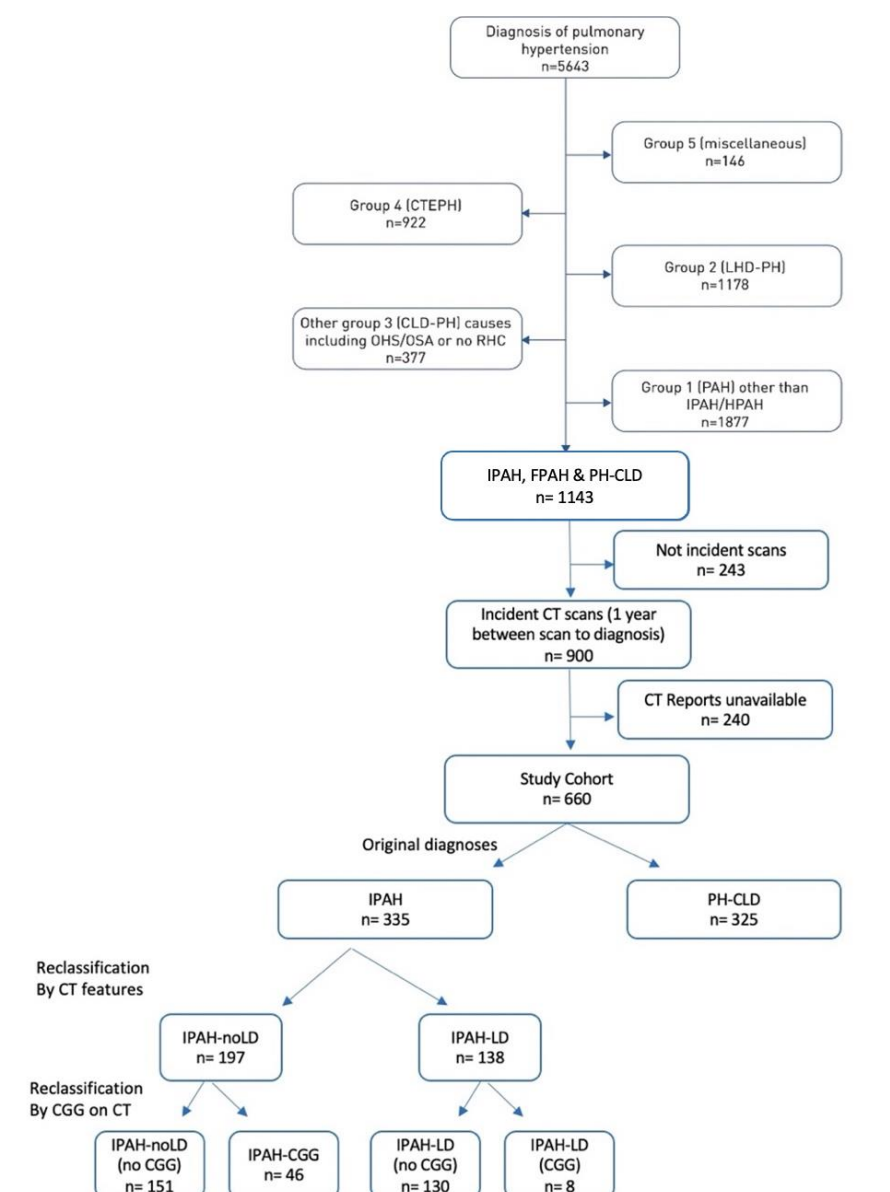 Diagnosis of pulmonary
hypertension
n=5643
Group 5 (miscellaneous)
n=146
Group 4 (CTEPH)
n=922
Group 2 (LHD-PH)
n=1178
Other group 3 (CLD-PH) causes
including OHS/OSA or no RHC
n=377
Group 1 (PAH) other than
IPAH/HPAH
n=1877
IPAH, FPAH & PH-CLD
n= 1143
Not incident scans
n= 243
Incident CT scans (1 year
between scan to diagnosis)
n= 900
CT Reports unavailable
n= 240
Study Cohort
n= 660
Original diagnoses
IPAH
n= 335
PH-CLD
n= 325
Reclassification
By CT features
IPAH-noLD
n= 197
IPAH-LD
n= 138
Reclassification
By CGG on CT
IPAH-noLD
(no CGG)
n= 151
IPAH-CGG
n= 46
IPAH-LD
(no CGG)
n= 130
IPAH-LD
(CGG)
n= 8